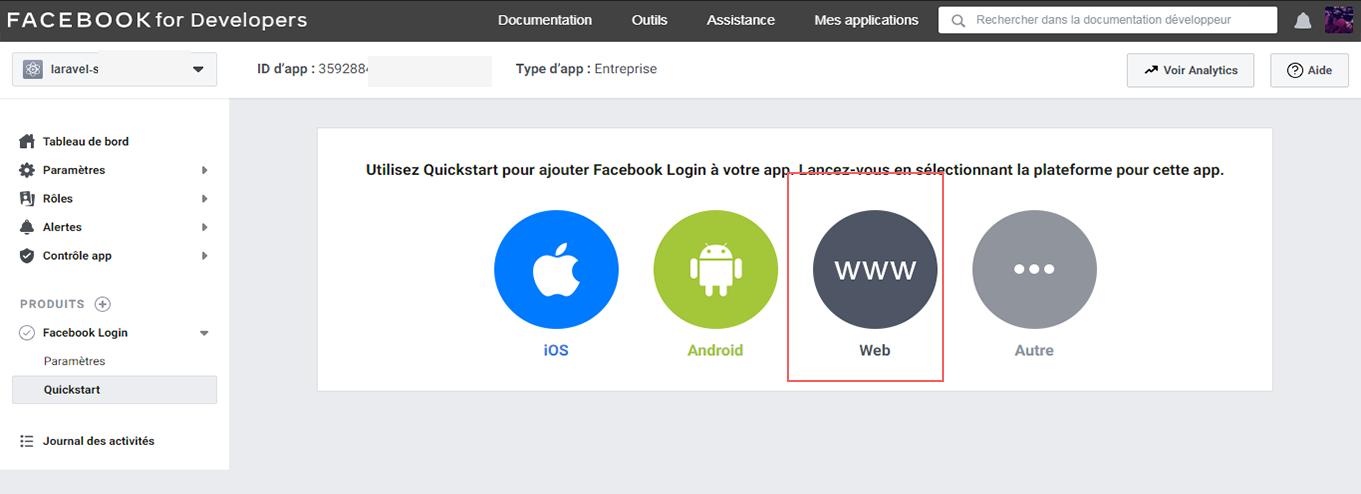 FACEBOOK for Developers
Documentation
Outils
Assistance
Mes applications
Rechercher dans la documentation développeur
laravel-s
ID d'app : 359288
Type d'app : Entreprise
Voir Analytics
Aide
Tableau de bord
Paramètres
Rôles
Alertes
Contrôle app
PRODUITS
Facebook Login
Paramètres
Quickstart
Journal des activités
Utilisez Quickstart pour ajouter Facebook Login à votre app. Lancez-vous en sélectionnant la plateforme pour cette app.
WWW
iOS
Android
Web
Autre